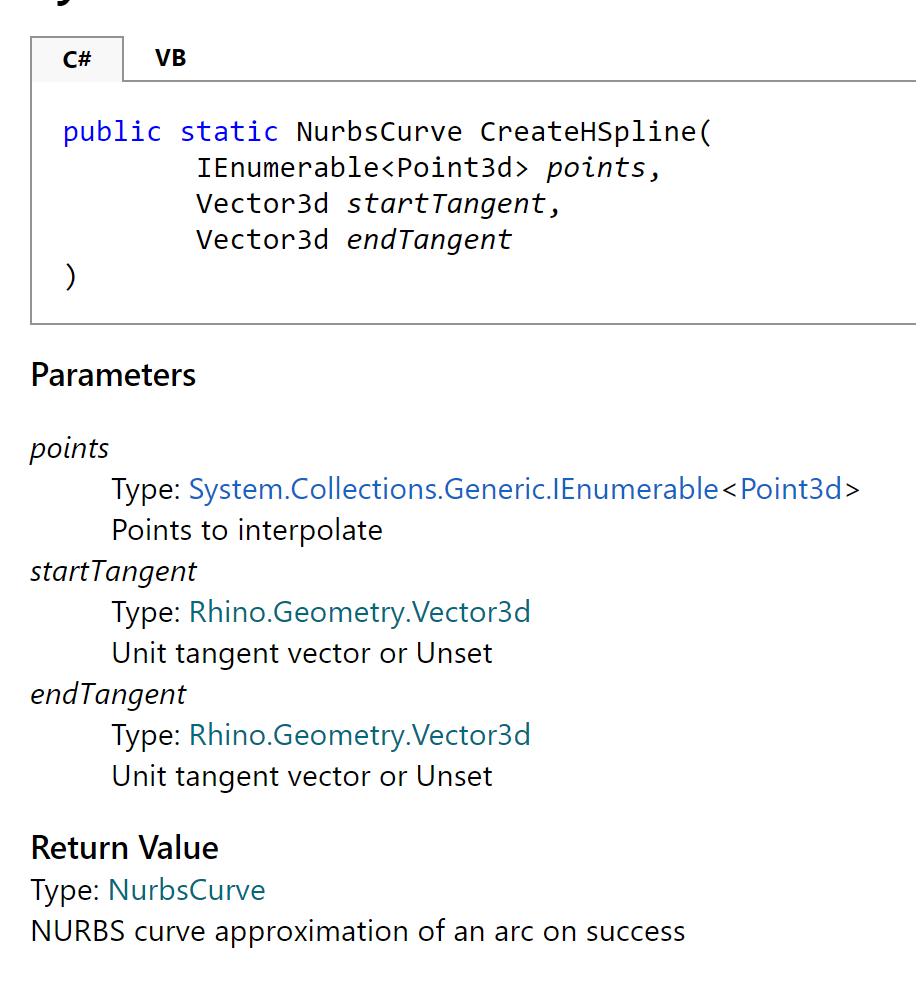 C# VB
public static NurbsCurve CreateHSpline(
IEnumerable<Point3d> points,
Vector3d startTangent,
Vector3d endTangent
)
Parameters
points
Type: System.Collections.Generic.IEnumerable<Point3d>
Points to interpolate
startTangent
Type: Rhino.Geometry.Vector3d
Unit tangent vector or Unset
endTangent
Type: Rhino.Geometry.Vector3d
Unit tangent vector or Unset
Return Value
Type: NurbsCurve
NURBS curve approximation of an arc on success